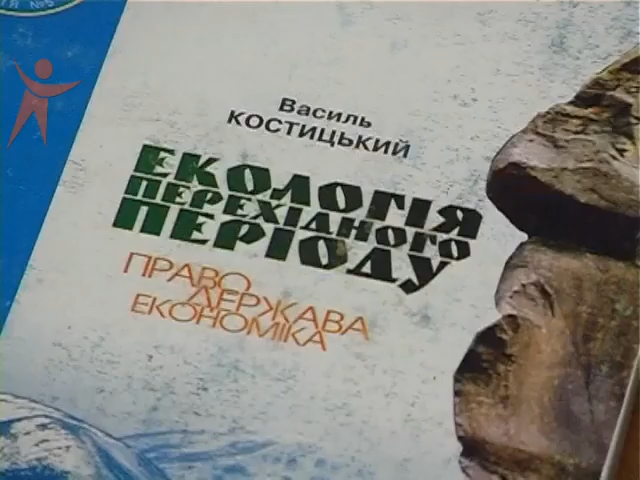 Василь
КОСТИЦЬКИЙ
ЕКОЛОГІЯ
ПЕРЕХІДНОГО
ПЕРІОДУ
ПРАВО
ДЕРЖАВА
ЕКОНОМІКА